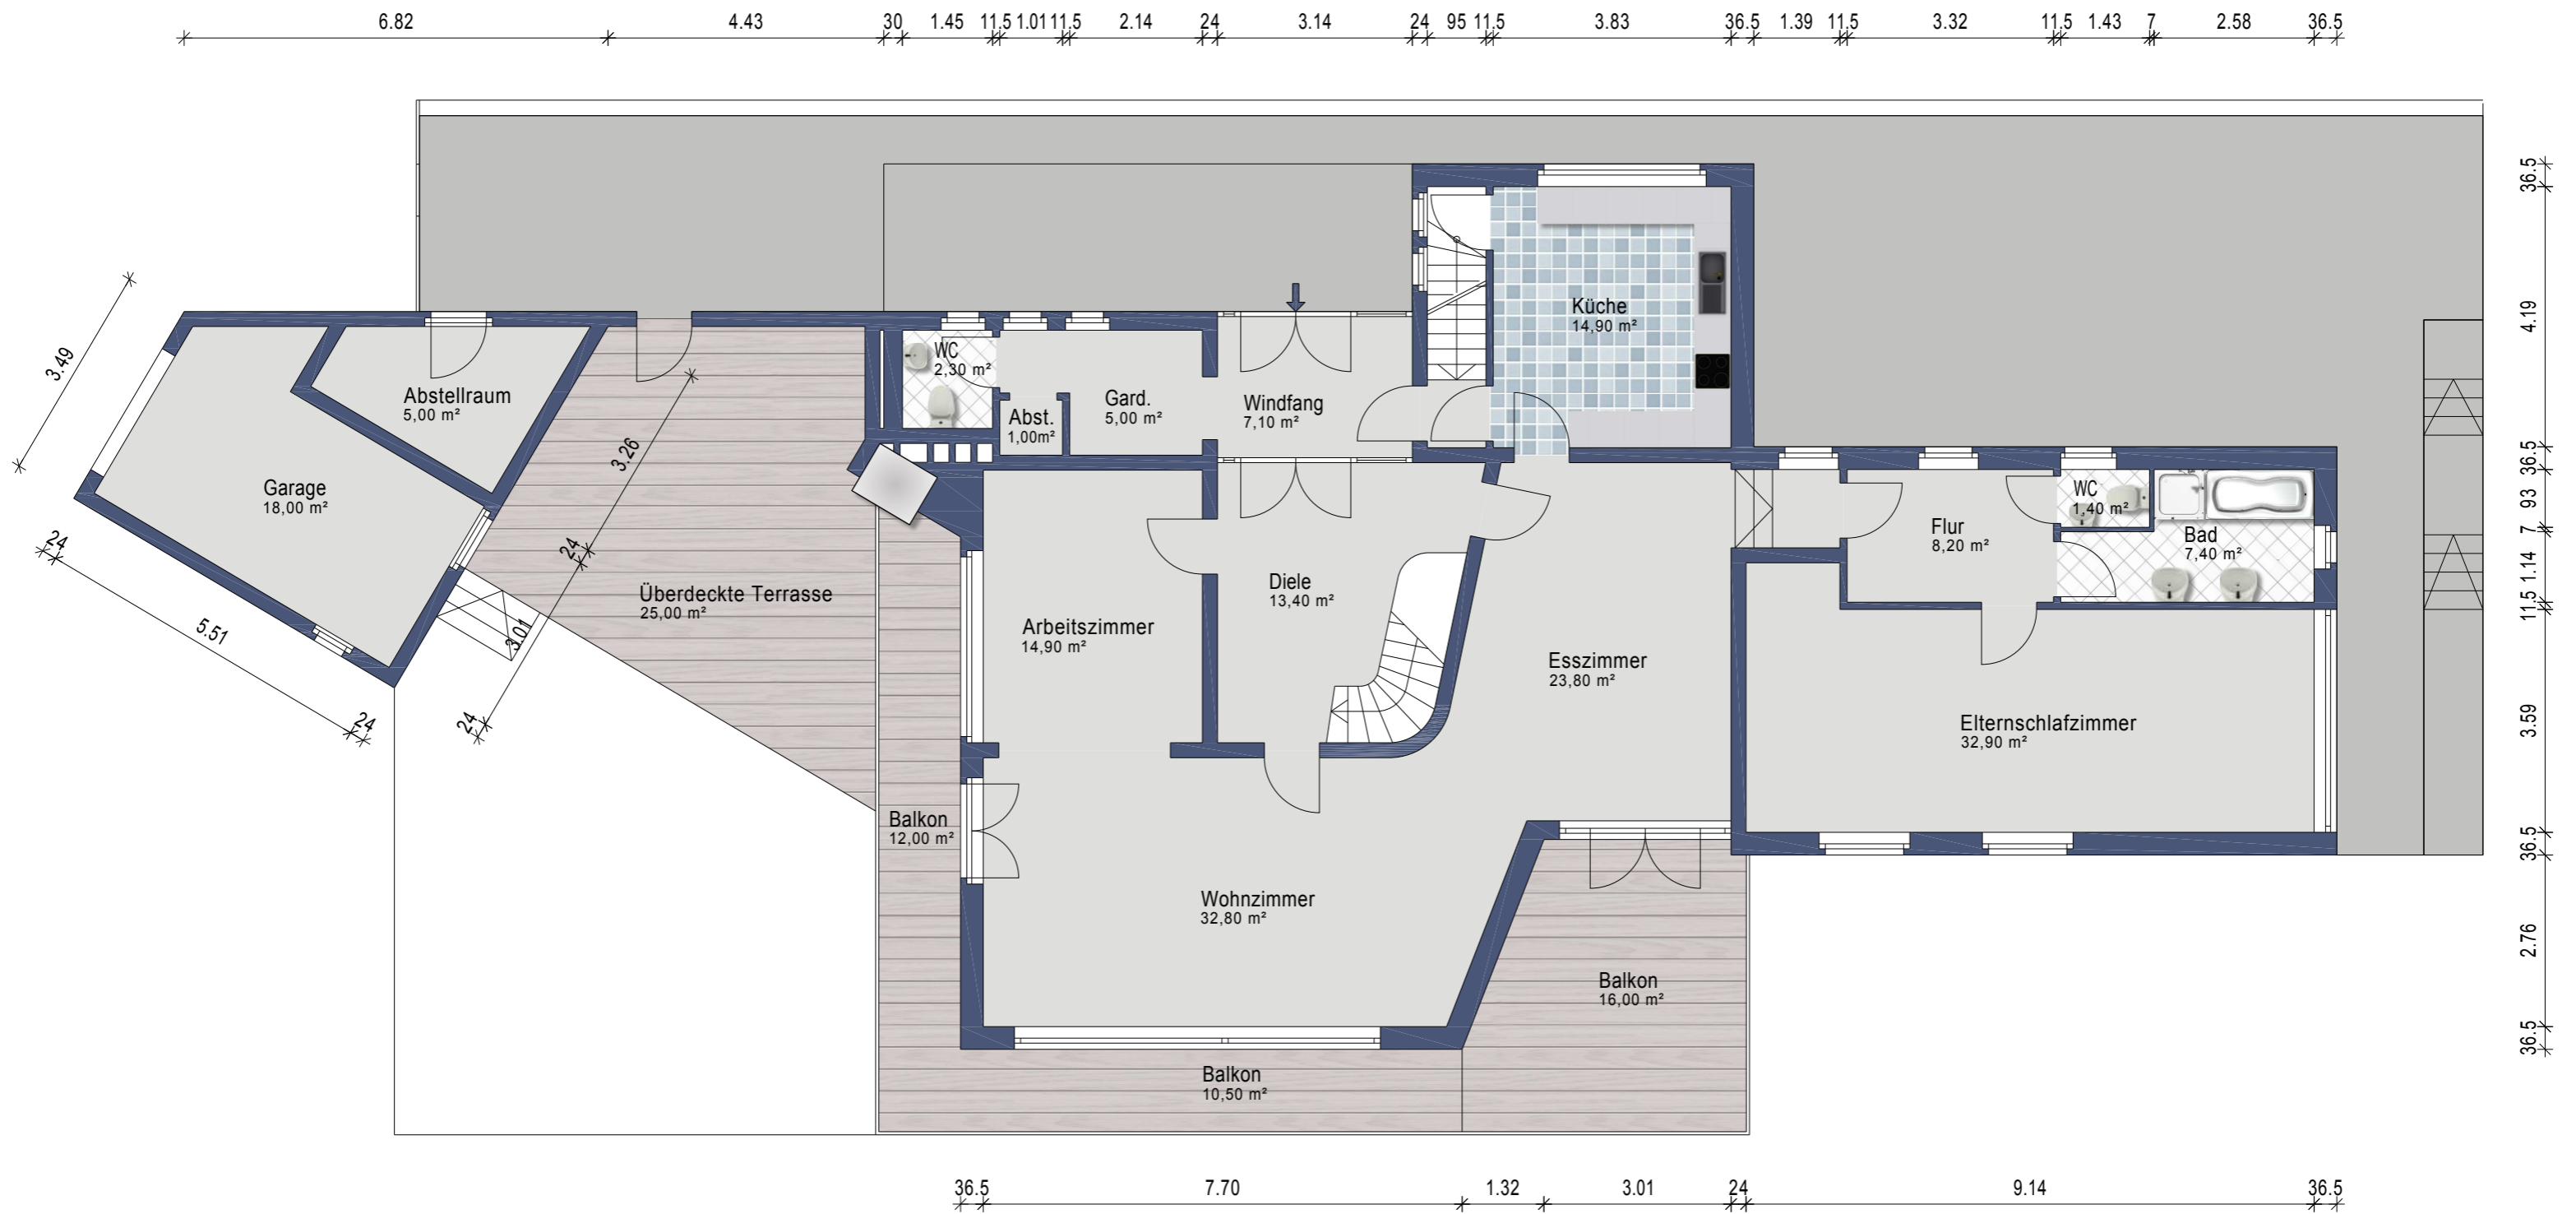 6.82 4.43 30 1.45 11,5 1.01 11,5 2.14 24 3.14 24 95 11,5 3.83 36.5 1.39 11,5 3.32 11,5 1.43 7 2.58 36.5
36.5
4.19
36.5
93
7
1.14
11,5
3.59
36.5
2.76
36.5
3.49
24
5.51
24
3.26
24
3.01
24
Abstellraum
5,00 m²
Garage
18,00 m²
Überdeckte Terrasse
25,00 m²
WC
2,30 m²
Abst.
1,00m²
Gard.
5,00 m²
Windfang
7,10 m²
Küche
14,90 m²
Diele
13,40 m²
Arbeitszimmer
14,90 m²
Esszimmer
23,80 m²
Flur
8,20 m²
WC
1,40 m²
Bad
7,40 m²
Elternschlafzimmer
32,90 m²
Balkon
12,00 m²
Wohnzimmer
32,80 m²
Balkon
16,00 m²
Balkon
10,50 m²
36.5 7.70 1.32 3.01 24 9.14 36.5